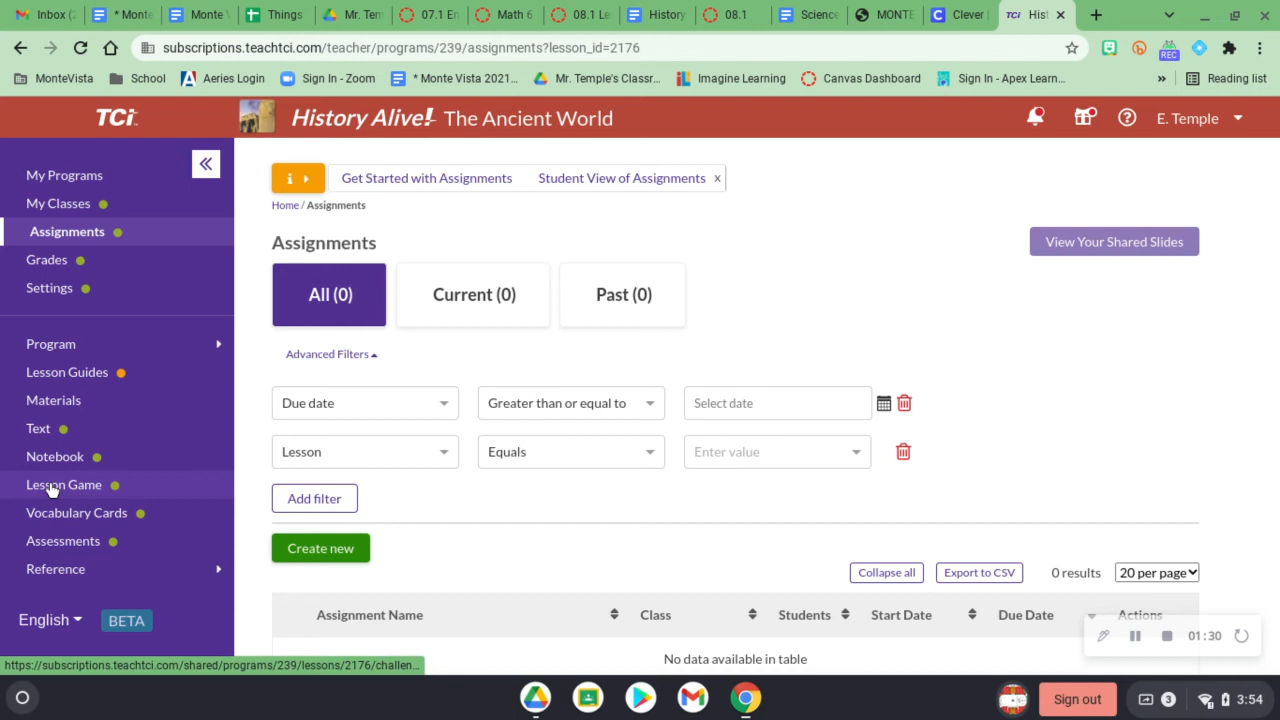 Inbox (2
* Monte
Monte V
Things
Mr. Tem
07.1 En
Math 6
08.1 Le
History
08.1
Science
MONTE
Clever |
TCi Hist
subscriptions.teachtci.com/teacher/programs/239/assignments?lesson_id=2176
REC
MonteVista
School
Aeries Login
Sign In - Zoom
* Monte Vista 2021...
Mr. Temple's Classr...
Imagine Learning
Canvas Dashboard
Sign In - Apex Learn...
»
Reading list
TCi
History Alive! - The Ancient World
E. Temple
My Programs
My Classes
Assignments
Grades
Settings
Program
Lesson Guides
Materials
Text
Notebook
Lesson Game
Vocabulary Cards
Assessments
Reference
English
BETA
Get Started with Assignments
Student View of Assignments x
Home / Assignments
Assignments
View Your Shared Slides
All (0)
Current (0)
Past (0)
Advanced Filters
Due date
Greater than or equal to
Select date
Lesson
Equals
Enter value
Add filter
Create new
Collapse all
Export to CSV
0 results
20 per page
Assignment Name
Class
Students
Start Date
Due Date
Actions
No data available in table
01:30
https://subscriptions.teachtci.com/shared/programs/239/lessons/2176/challen...
Sign out
3
3:54